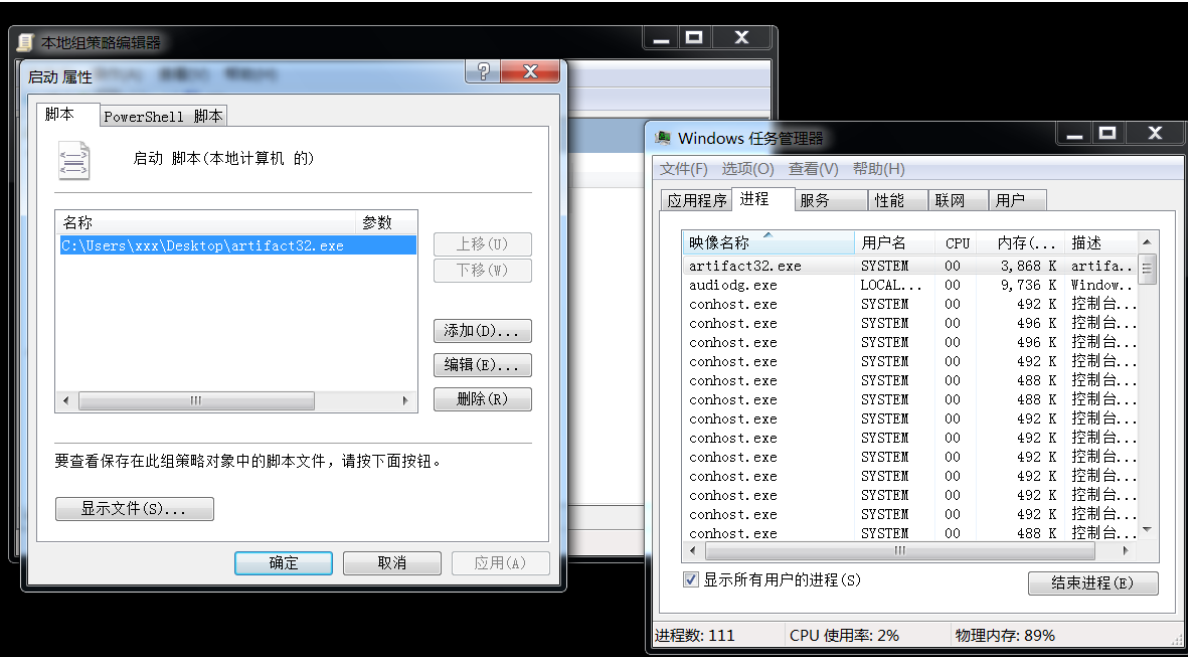 本地组策略编辑器
启动 属性
脚本
PowerShell 脚本
启动 脚本(本地计算机 的)
名称 参数
C:\Users\xxx\Desktop\artifact32.exe
上移(U)
下移(W)
添加(D)...
编辑(E)...
删除(R)
要查看保存在此组策略对象中的脚本文件，请按下面按钮。
显示文件(S)...
确定 取消 应用(A)
Windows 任务管理器
文件(F) 选项(O) 查看(V) 帮助(H)
应用程序 进程 服务 性能 联网 用户
映像名称 用户名 CPU 内存(... 描述
artifact32.exe SYSTEM 00 3,868 K artifa..
audiodg.exe LOCAL... 00 9,736 K Window..
conhost.exe SYSTEM 00 492 K 控制台...
conhost.exe SYSTEM 00 496 K 控制台...
conhost.exe SYSTEM 00 496 K 控制台...
conhost.exe SYSTEM 00 492 K 控制台...
conhost.exe SYSTEM 00 488 K 控制台...
conhost.exe SYSTEM 00 488 K 控制台...
conhost.exe SYSTEM 00 492 K 控制台...
conhost.exe SYSTEM 00 492 K 控制台...
conhost.exe SYSTEM 00 492 K 控制台...
conhost.exe SYSTEM 00 492 K 控制台...
conhost.exe SYSTEM 00 492 K 控制台...
conhost.exe SYSTEM 00 492 K 控制台...
conhost.exe SYSTEM 00 488 K 控制台...
显示所有用户的进程(S)
结束进程(E)
进程数: 111 CPU 使用率: 2% 物理内存: 89%